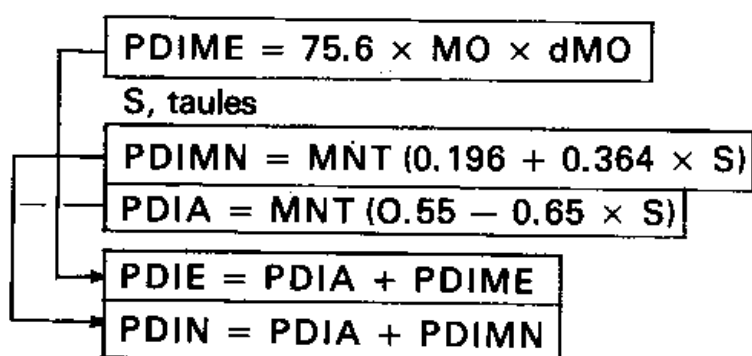 PDIME = 75.6 × MO × dMO
S, taules
PDIMN = MNT (0.196 + 0.364 × S)
PDIA = MNT (0.55 − 0.65 × S)
PDIE = PDIA + PDIME
PDIN = PDIA + PDIMN